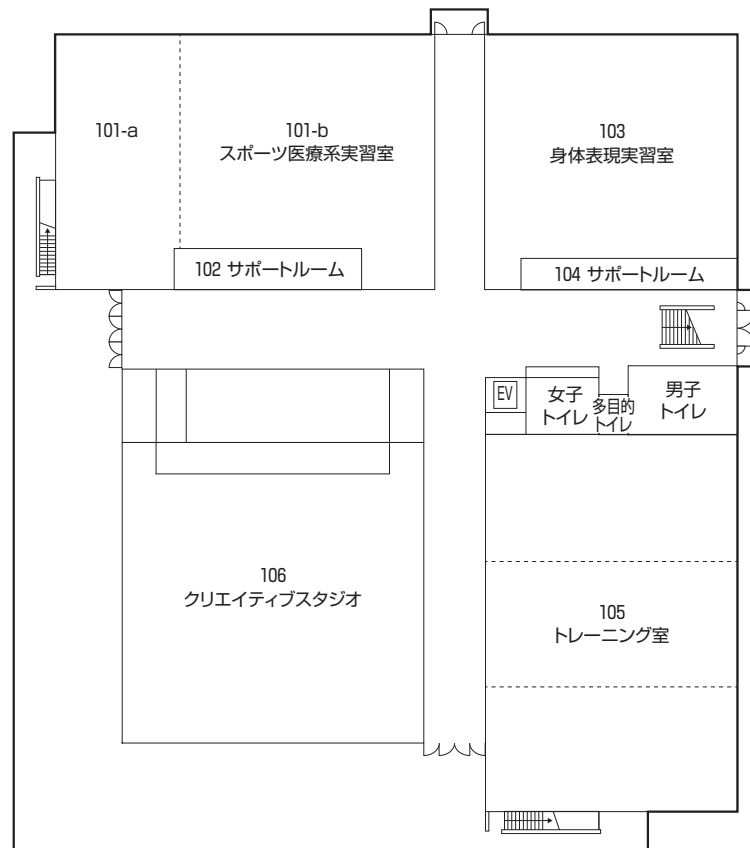 101-a
101-b
スポーツ医療系実習室
103
身体表現実習室
102 サポートルーム
104 サポートルーム
EV
女子
トイレ
多目的
トイレ
男子
トイレ
106
クリエイティブスタジオ
105
トレーニング室